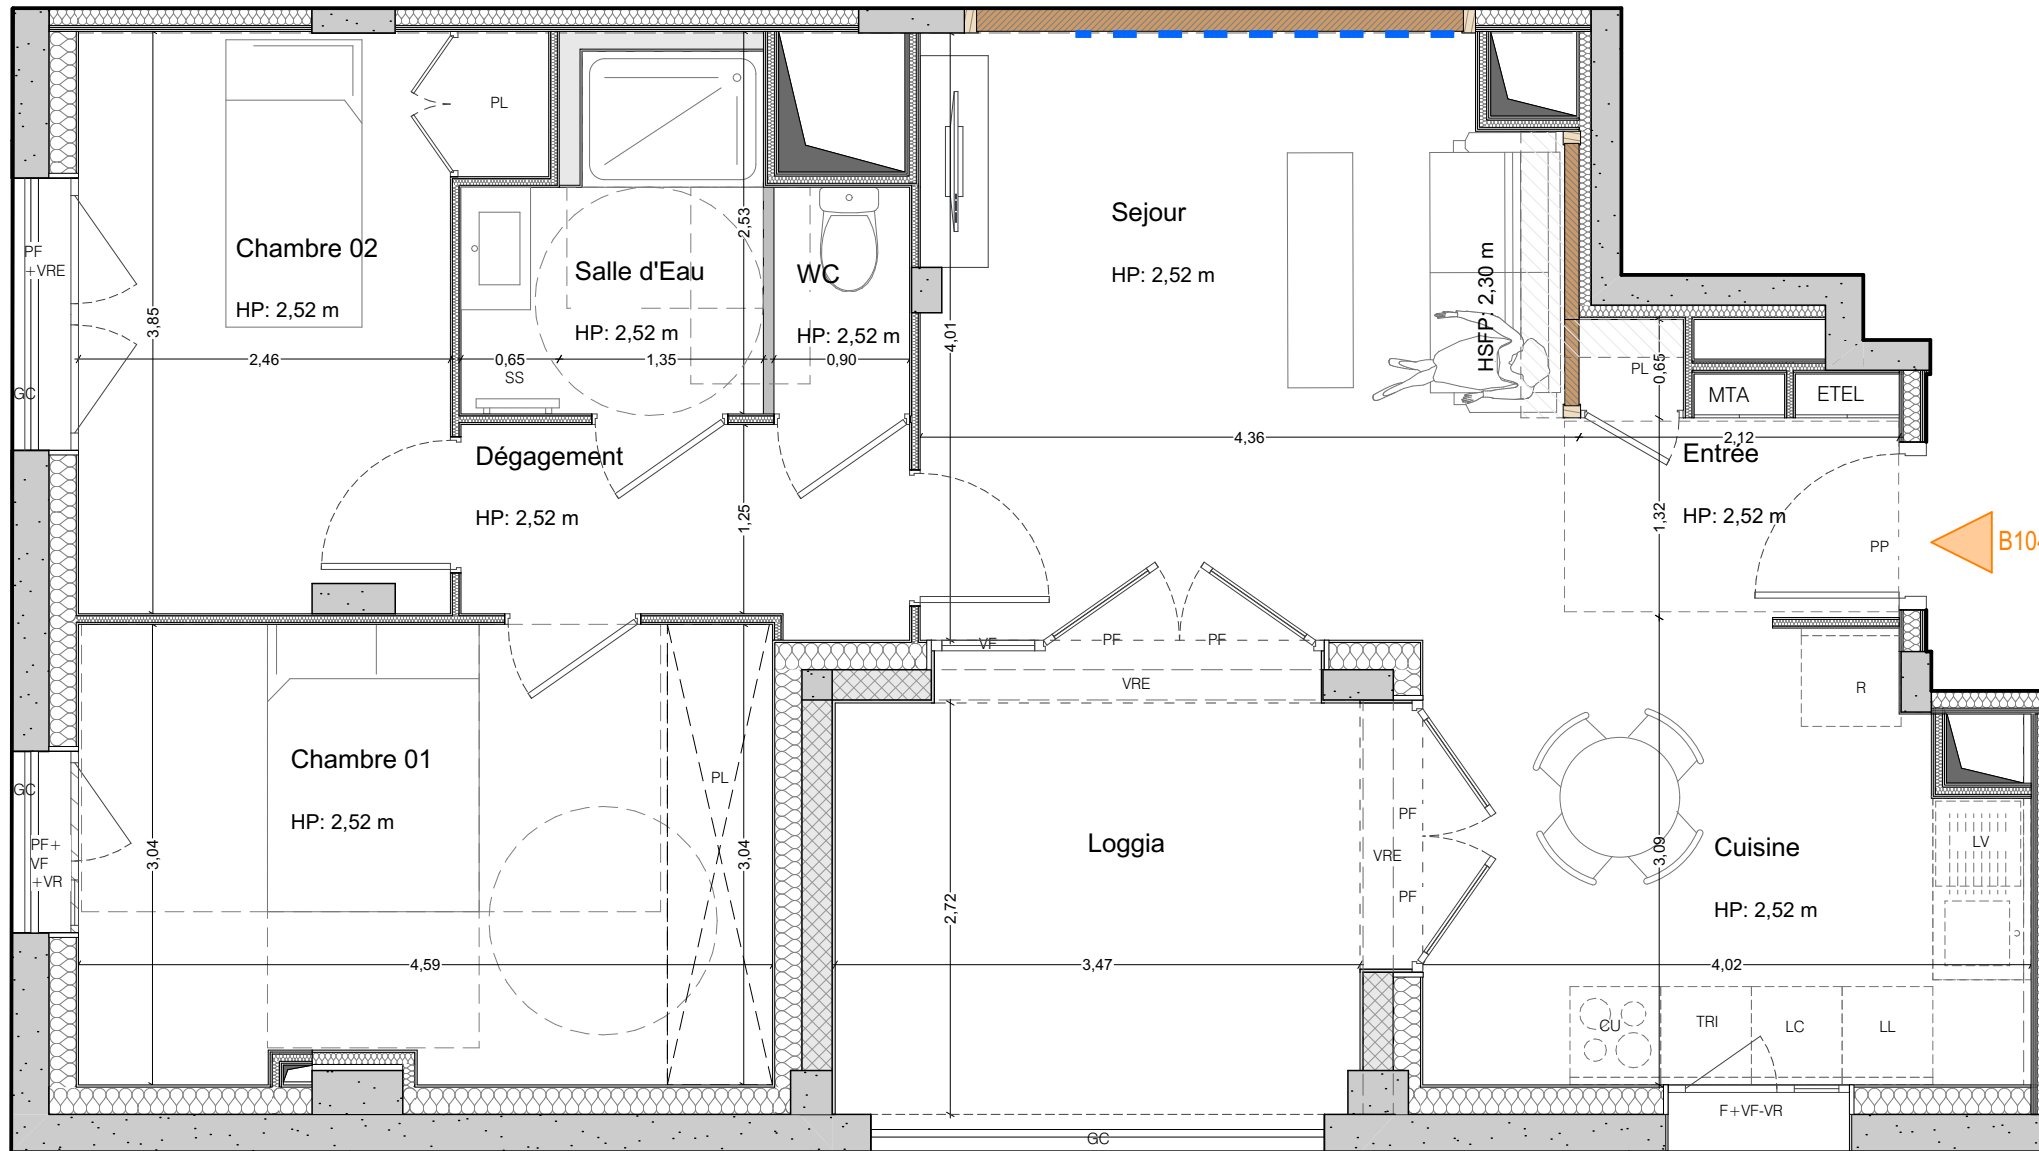 PL
Chambre 02
HP: 2,52 m
PF
+VRE
GC
3,85
2,46
Salle d'Eau
HP: 2,52 m
2,53
0,65
1,35
SS
WC
HP: 2,52 m
0,90
Sejour
HP: 2,52 m
4,01
HSFP: 2,30 m
4,36
PL
0,65
MTA
ETEL
2,12
Entrée
HP: 2,52 m
1,32
PP
Dégagement
HP: 2,52 m
1,25
VF
PF
PF
VRE
R
Chambre 01
HP: 2,52 m
GC
PF+
VF
+VR
3,04
4,59
PL
3,04
Loggia
2,72
3,47
VRE
PF
PF
Cuisine
HP: 2,52 m
3,09
4,02
LV
CU
TRI
LC
LL
F+VF-VR
GC